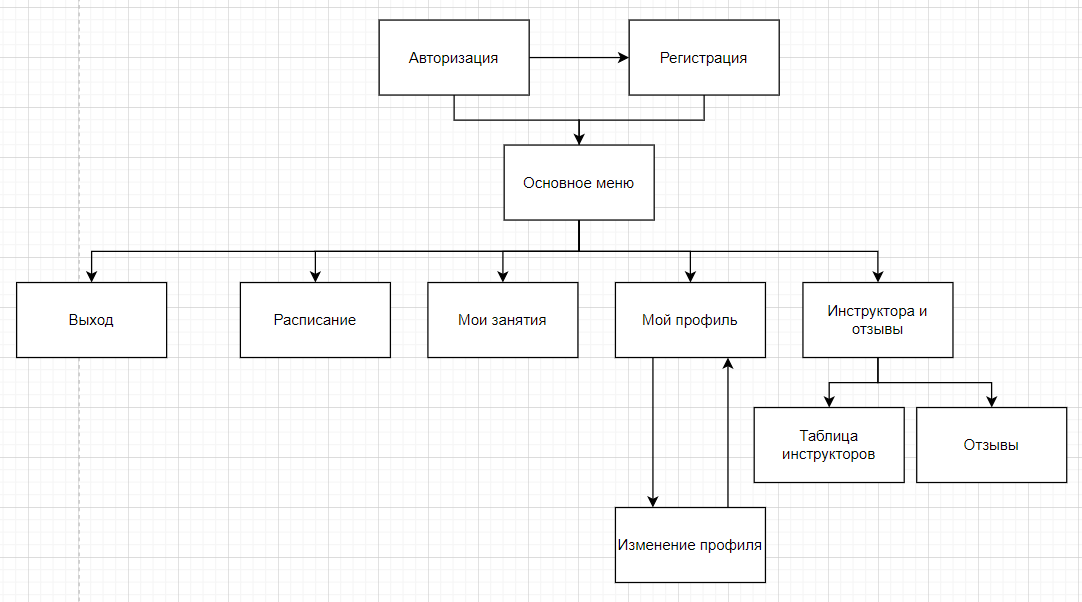 Авторизация
Регистрация
Основное меню
Выход
Расписание
Мои занятия
Мой профиль
Инструктора и
отзывы
Таблица
инструкторов
Отзывы
Изменение профиля